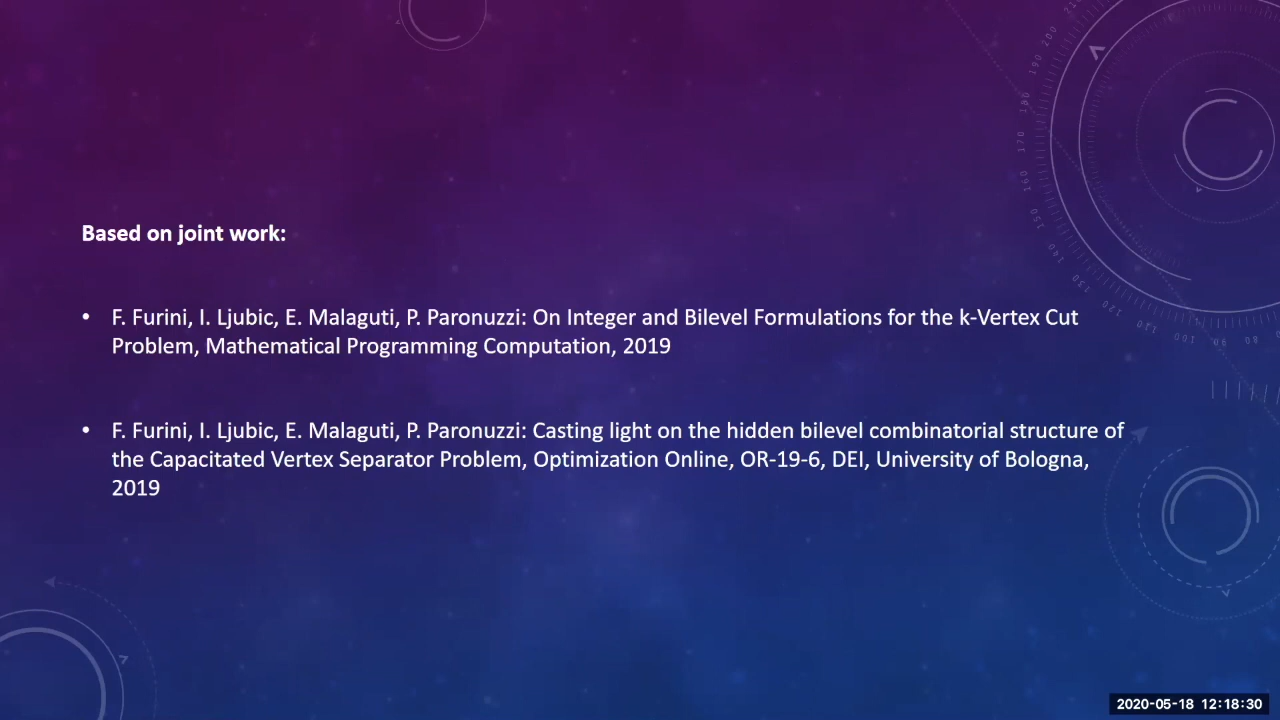 Based on joint work:
• F. Furini, I. Ljubic, E. Malaguti, P. Paronuzzi: On Integer and Bilevel Formulations for the k-Vertex Cut
Problem, Mathematical Programming Computation, 2019
• F. Furini, I. Ljubic, E. Malaguti, P. Paronuzzi: Casting light on the hidden bilevel combinatorial structure of
the Capacitated Vertex Separator Problem, Optimization Online, OR-19-6, DEI, University of Bologna,
2019
2020-05-18 12:18:30